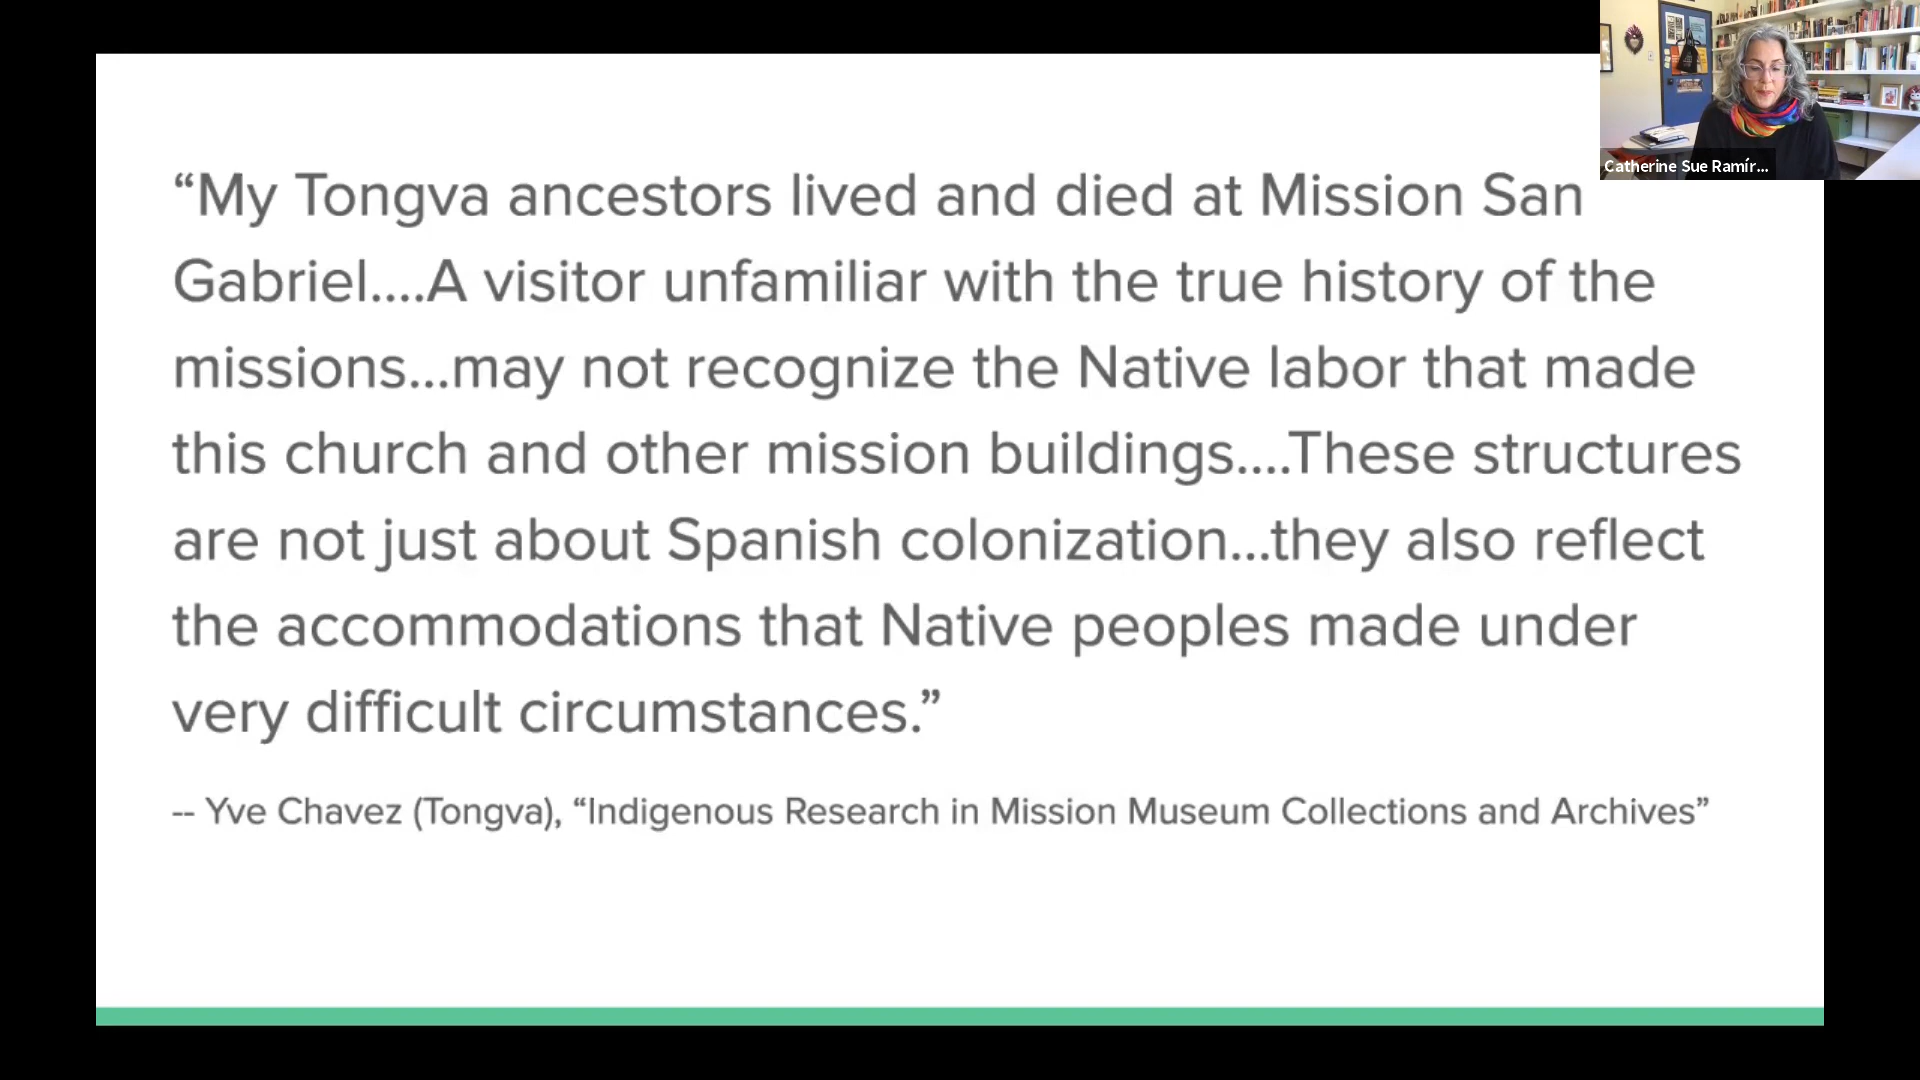 “My Tongva ancestors lived and died at Mission San
Gabriel....A visitor unfamiliar with the true history of the
missions...may not recognize the Native labor that made
this church and other mission buildings....These structures
are not just about Spanish colonization...they also reflect
the accommodations that Native peoples made under
very difficult circumstances.”
-- Yve Chavez (Tongva), “Indigenous Research in Mission Museum Collections and Archives”
Catherine Sue Ramír...